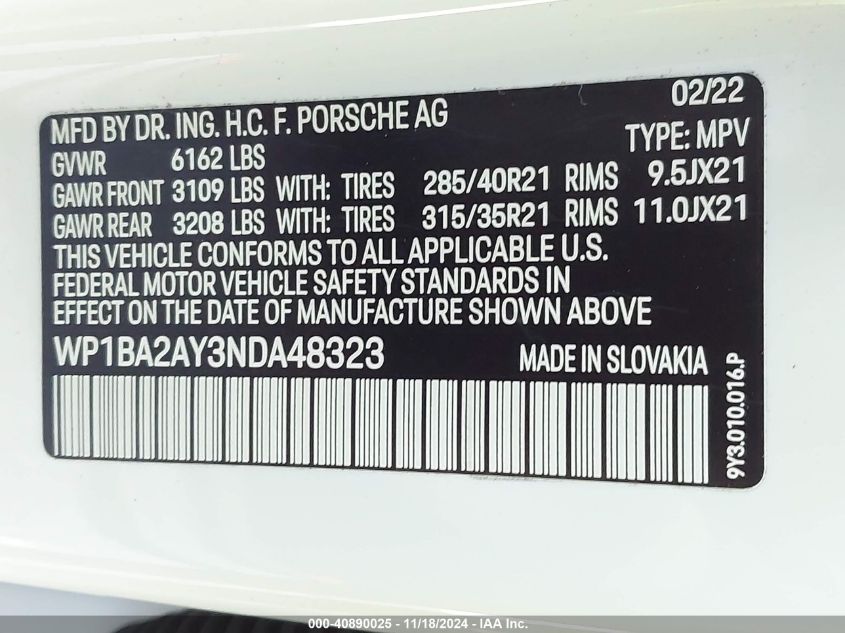 02/22
MFD BY DR. ING. H.C. F. PORSCHE AG
TYPE: MPV
GVWR 6162 LBS
GAWR FRONT 3109 LBS WITH: TIRES 285/40R21 RIMS 9.5JX21
GAWR REAR 3208 LBS WITH: TIRES 315/35R21 RIMS 11.0JX21
THIS VEHICLE CONFORMS TO ALL APPLICABLE U.S.
FEDERAL MOTOR VEHICLE SAFETY STANDARDS IN
EFFECT ON THE DATE OF MANUFACTURE SHOWN ABOVE
WP1BA2AY3NDA48323 MADE IN SLOVAKIA
9Y3.010.016.P
000-40890025 - 11/18/2024 - IAAI Inc.